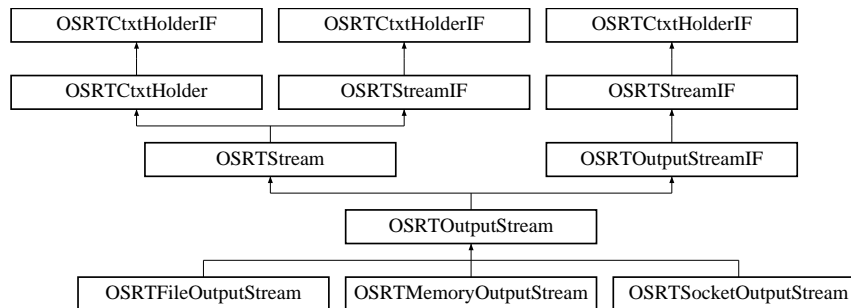 OSRTCtxtHolderIF OSRTCtxtHolderIF OSRTCtxtHolderIF
OSRTCtxtHolder OSRTStreamIF OSRTStreamIF
OSRTStream OSRTOutputStreamIF
OSRTOutputStream
OSRTFileOutputStream OSRTMemoryOutputStream OSRTSocketOutputStream